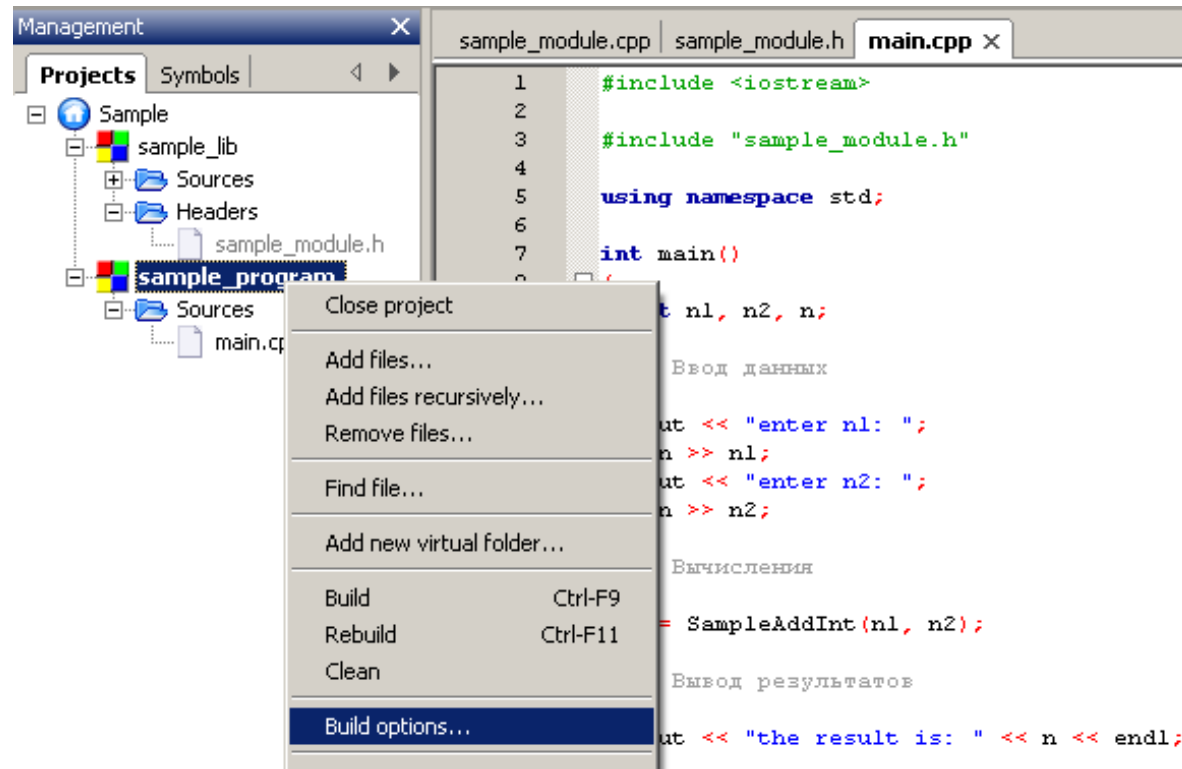 Management
Projects Symbols
Sample
sample_lib
Sources
Headers
sample_module.h
sample_program
Sources
main.cp
Close project
Add files...
Add files recursively...
Remove files...
Find file...
Add new virtual folder...
Build Ctrl-F9
Rebuild Ctrl-F11
Clean
Build options...
sample_module.cpp sample_module.h main.cpp
1 #include <iostream>
2
3 #include "sample_module.h"
4
5 using namespace std;
6
7 int main()
t n1, n2, n;
Ввод данных
ut << "enter n1: ";
n >> n1;
ut << "enter n2: ";
n >> n2;
Вычисления
= SampleAddInt(n1, n2);
Вывод результатов
ut << "the result is: " << n << endl;